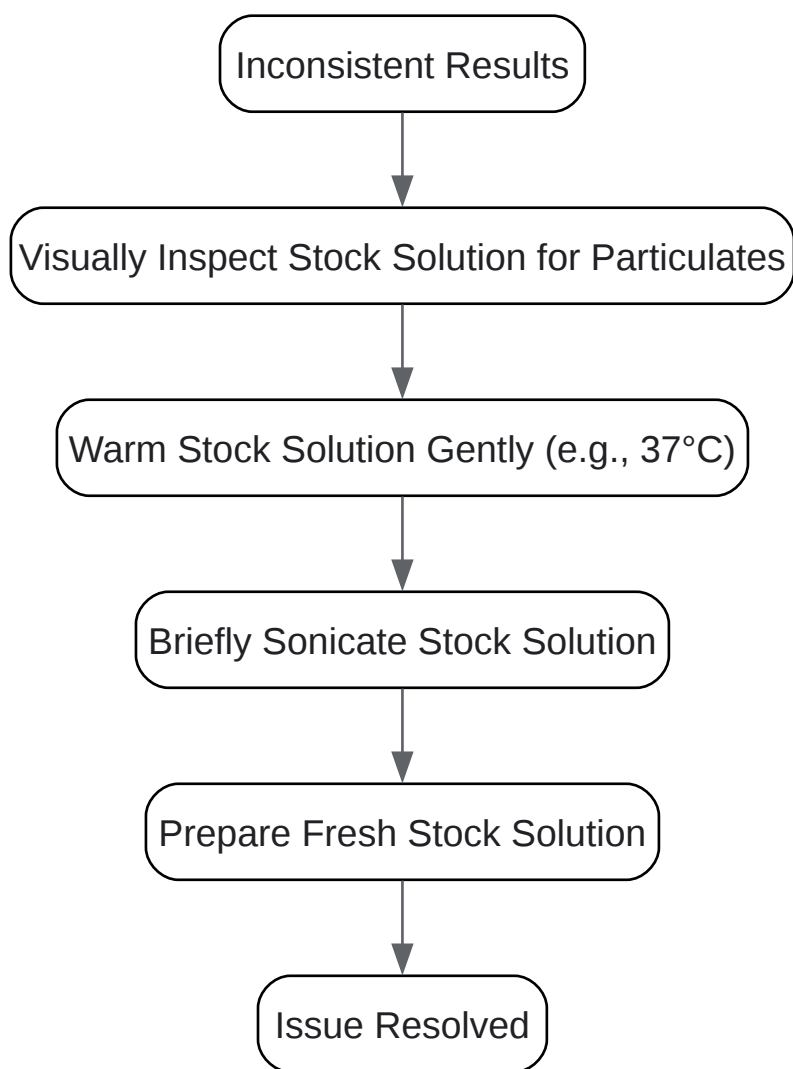 Inconsistent Results
Visually Inspect Stock Solution for Particulates
Warm Stock Solution Gently (e.g., 37°C)
Briefly Sonicate Stock Solution
Prepare Fresh Stock Solution
Issue Resolved